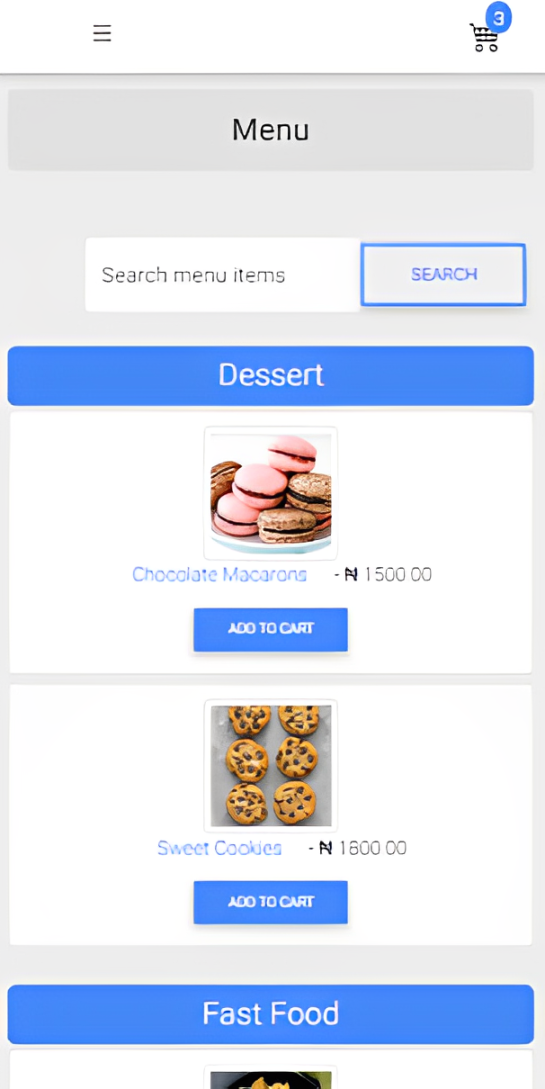 3
Menu
Search menu items
SEARCH
Dessert
Chocolate Macarons - ₦ 1500.00
ADD TO CART
Sweet Cookies - ₦ 1800.00
ADD TO CART
Fast Food